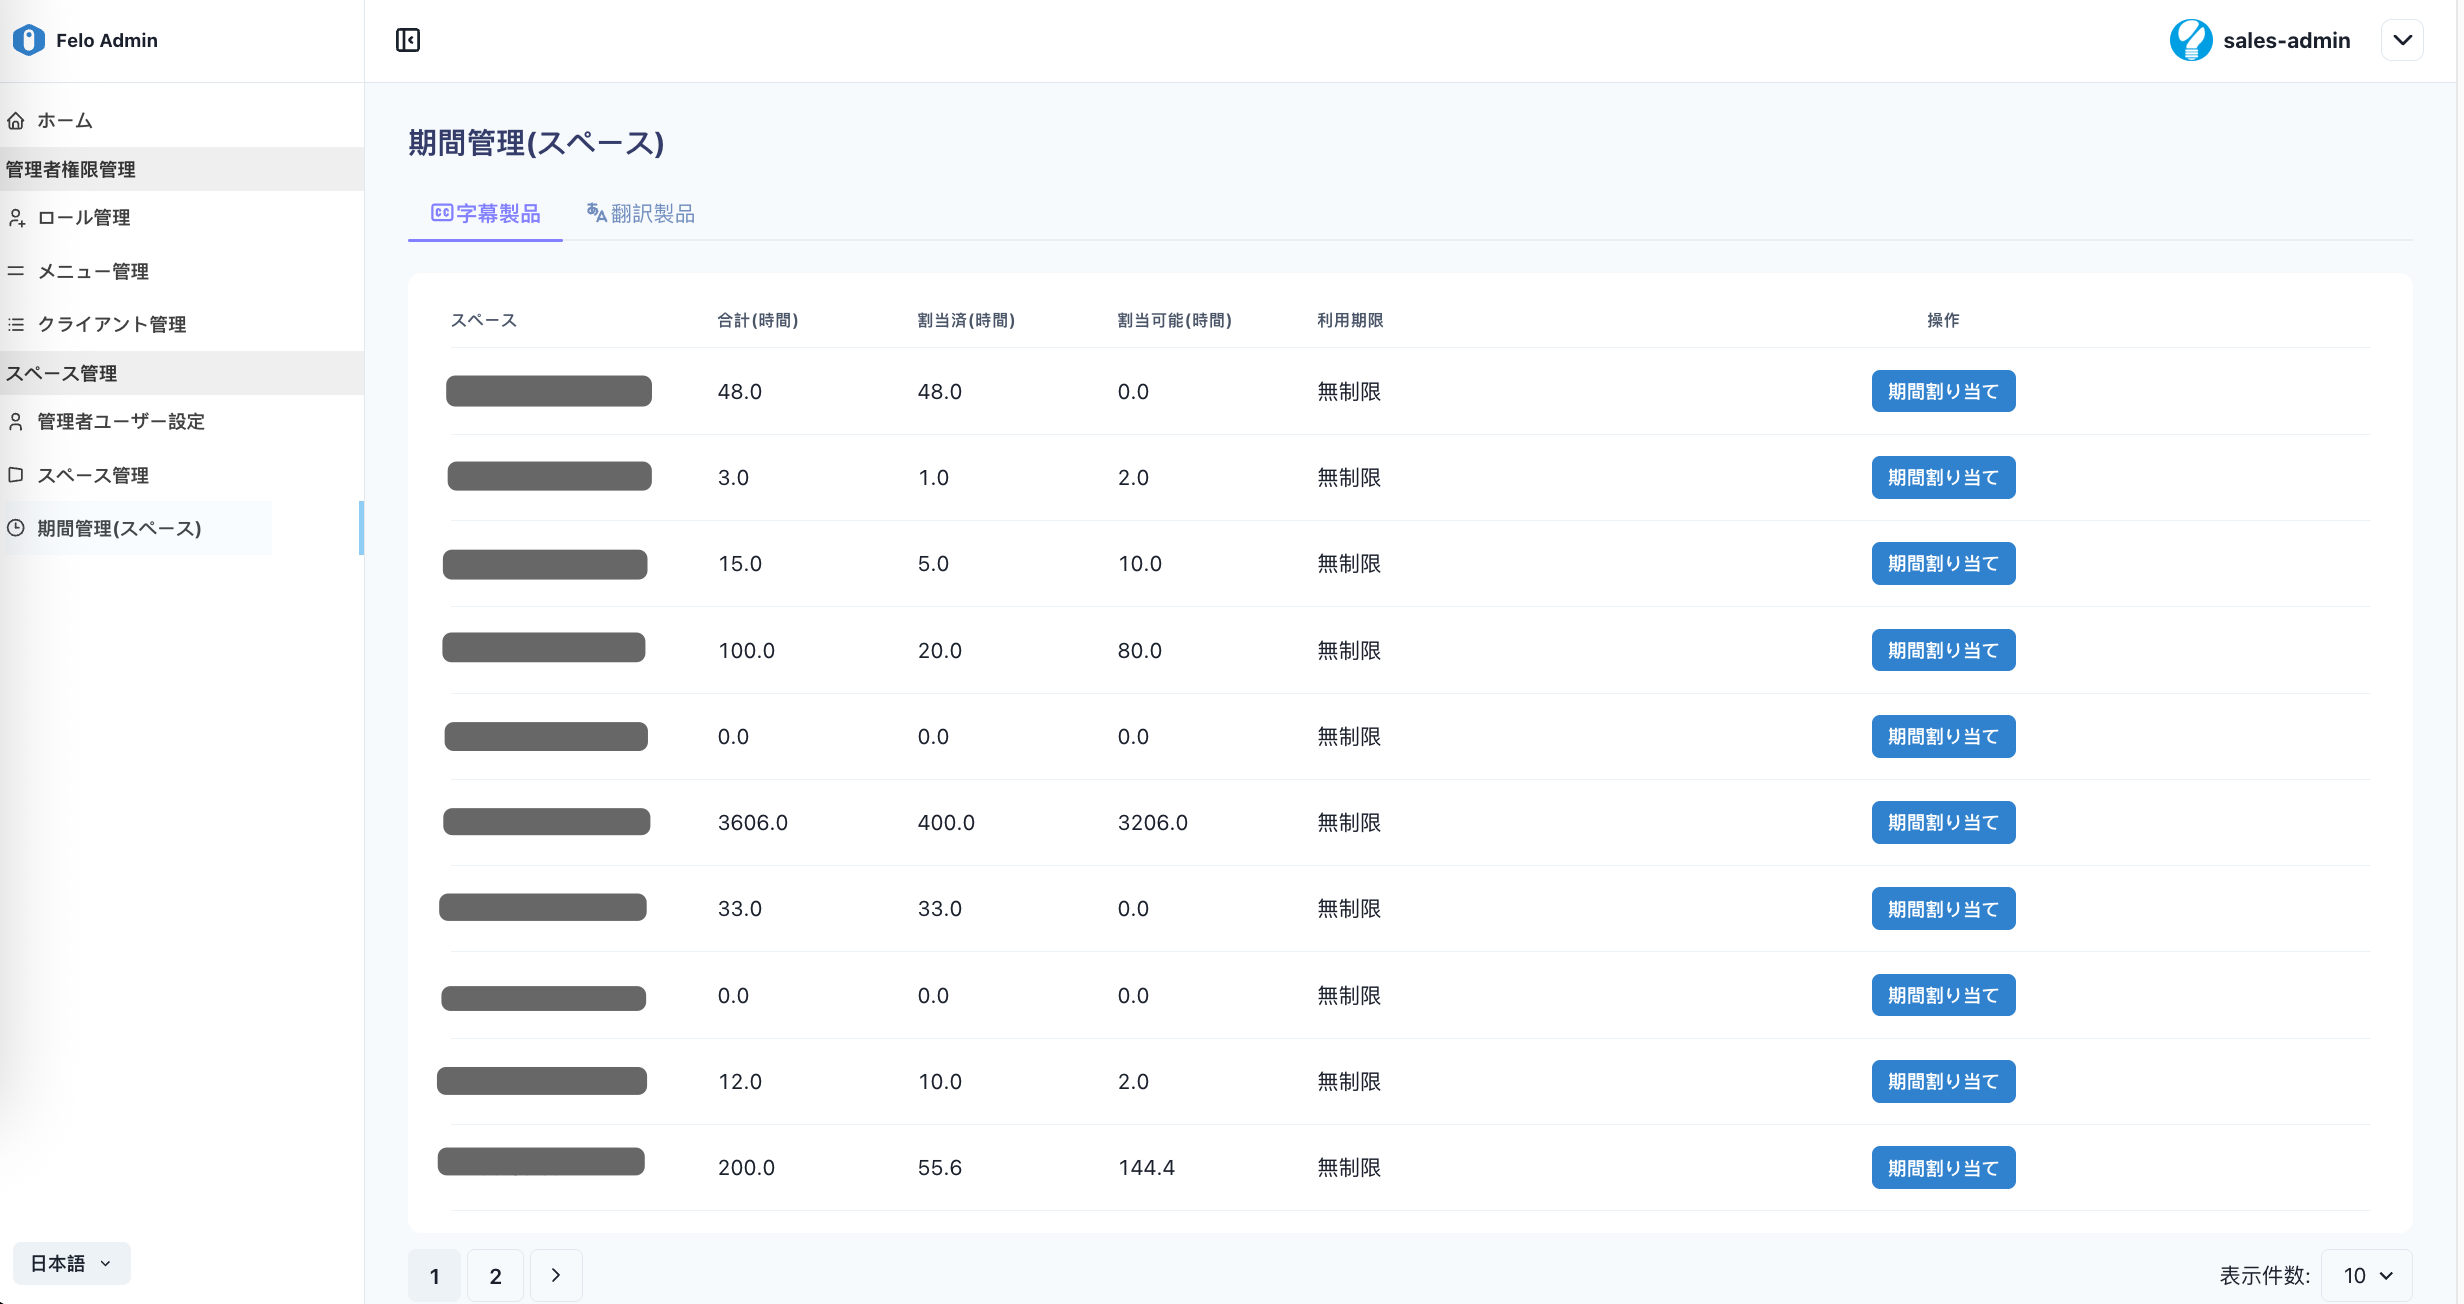 Felo Admin
sales-admin
ホーム
管理者権限管理
ロール管理
メニュー管理
クライアント管理
スペース管理
管理者ユーザー設定
スペース管理
期間管理(スペース)
日本語
期間管理(スペース)
字幕製品 翻訳製品
スペース 合計(時間) 割当済(時間) 割当可能(時間) 利用期限 操作
48.0 48.0 0.0 無制限 期間割り当て
3.0 1.0 2.0 無制限 期間割り当て
15.0 5.0 10.0 無制限 期間割り当て
100.0 20.0 80.0 無制限 期間割り当て
0.0 0.0 0.0 無制限 期間割り当て
3606.0 400.0 3206.0 無制限 期間割り当て
33.0 33.0 0.0 無制限 期間割り当て
0.0 0.0 0.0 無制限 期間割り当て
12.0 10.0 2.0 無制限 期間割り当て
200.0 55.6 144.4 無制限 期間割り当て
1 2
表示件数: 10